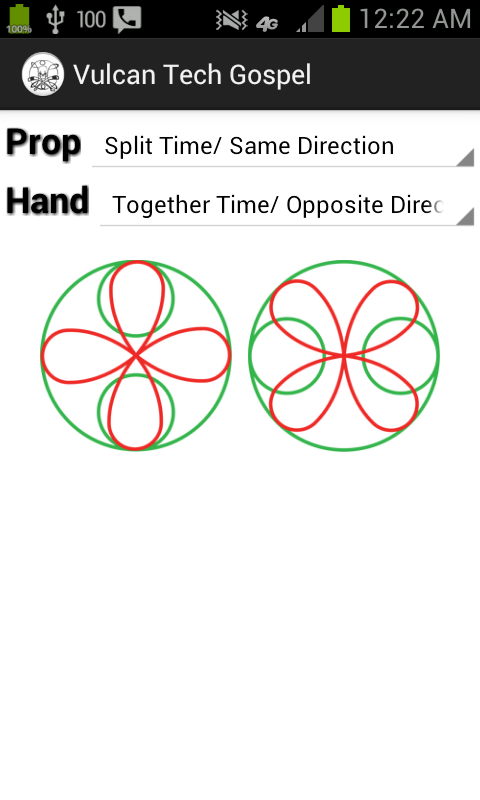 100% 100 4G 12:22 AM
Vulcan Tech Gospel
Prop Split Time/ Same Direction
Hand Together Time/ Opposite Direc